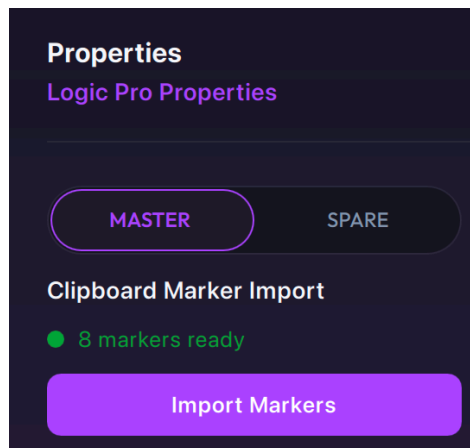 Properties
Logic Pro Properties
MASTER SPARE
Clipboard Marker Import
8 markers ready
Import Markers